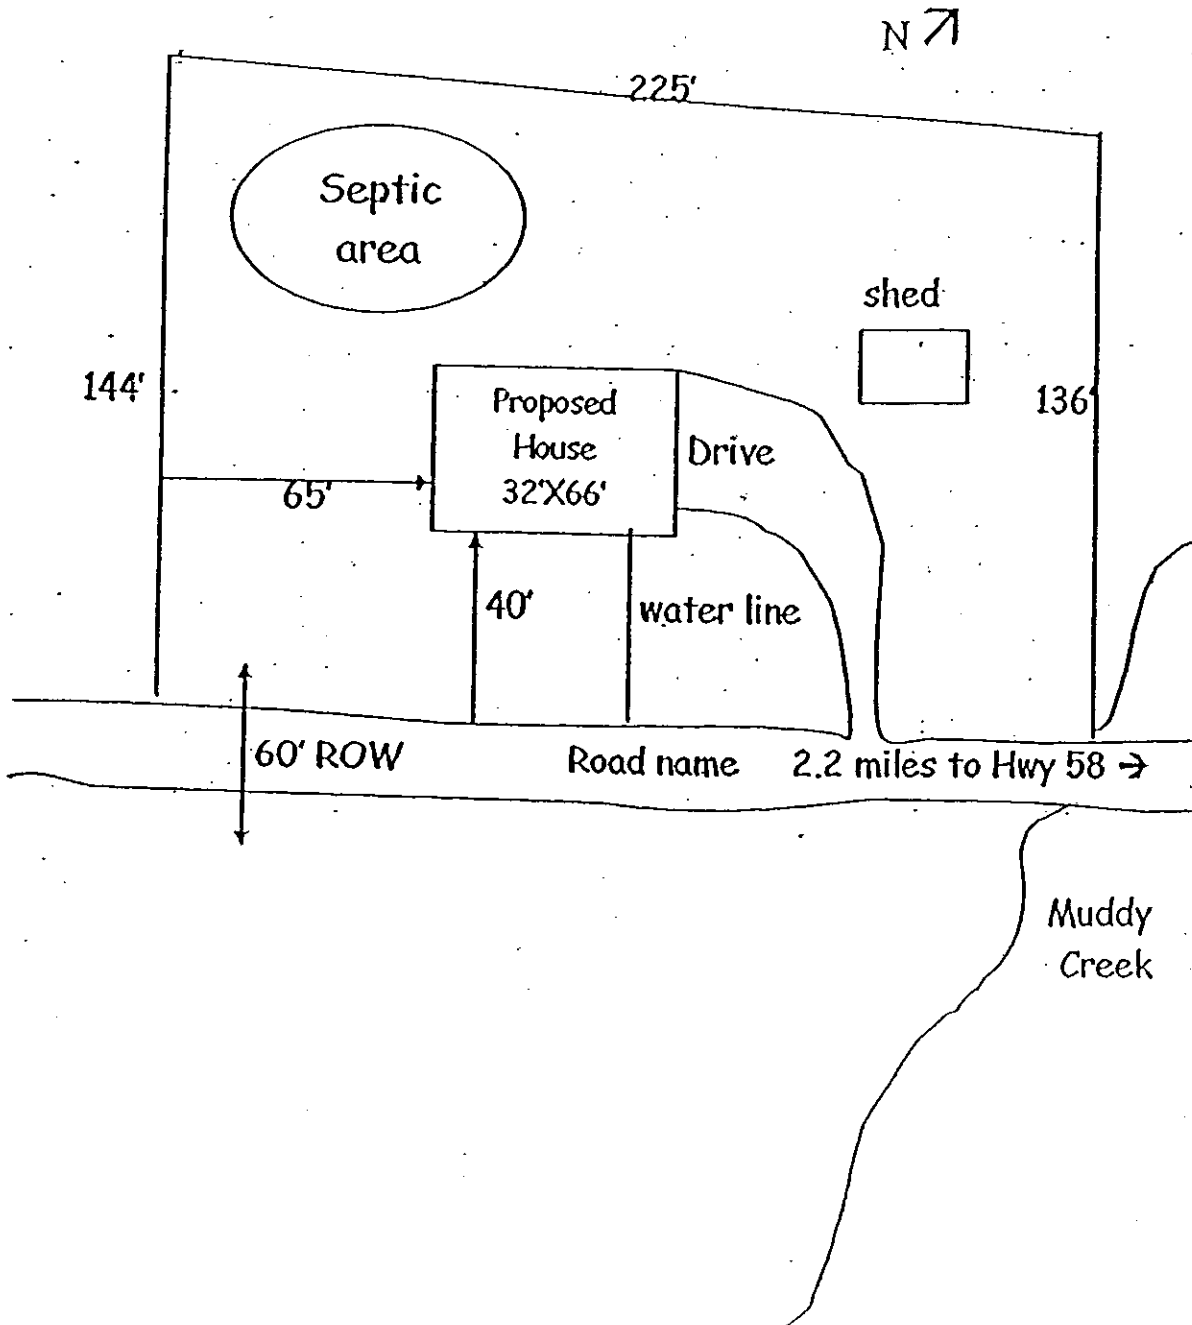 N
225'
Septic
area
shed
144'
136'
Proposed
House
32'X66'
Drive
65'
40'
water line
60' ROW
Road name
2.2 miles to Hwy 58 →
Muddy
Creek